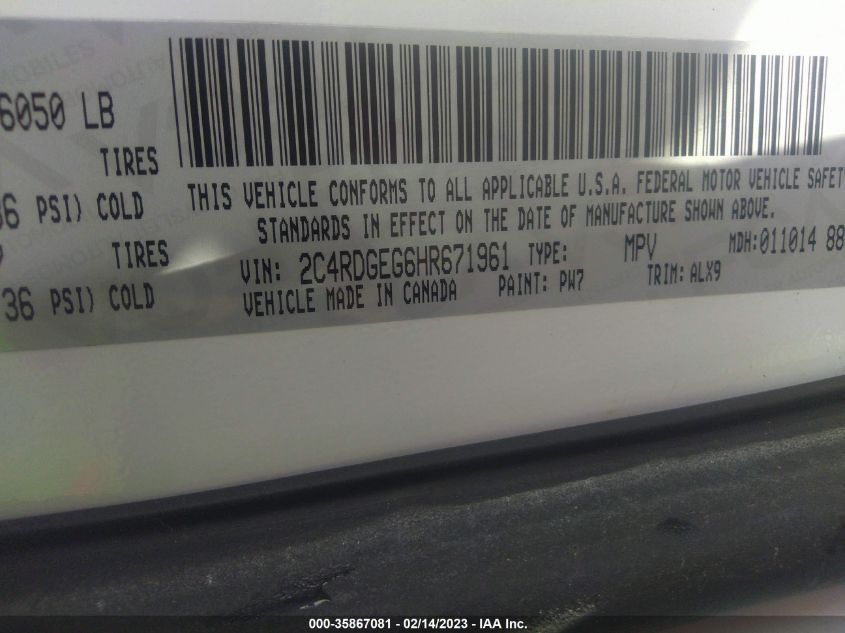 6050 LB
TIRES
36 PSI) COLD
TIRES
36 PSI) COLD
THIS VEHICLE CONFORMS TO ALL APPLICABLE U.S.A. FEDERAL MOTOR VEHICLE SAFETY
STANDARDS IN EFFECT ON THE DATE OF MANUFACTURE SHOWN ABOVE.
VIN: 2C4RDGEG6HR671961 TYPE: MPV MDH:011014 88
VEHICLE MADE IN CANADA PAINT: PW7 TRIM: ALX9
000-35867081 - 02/14/2023 - IAA Inc.